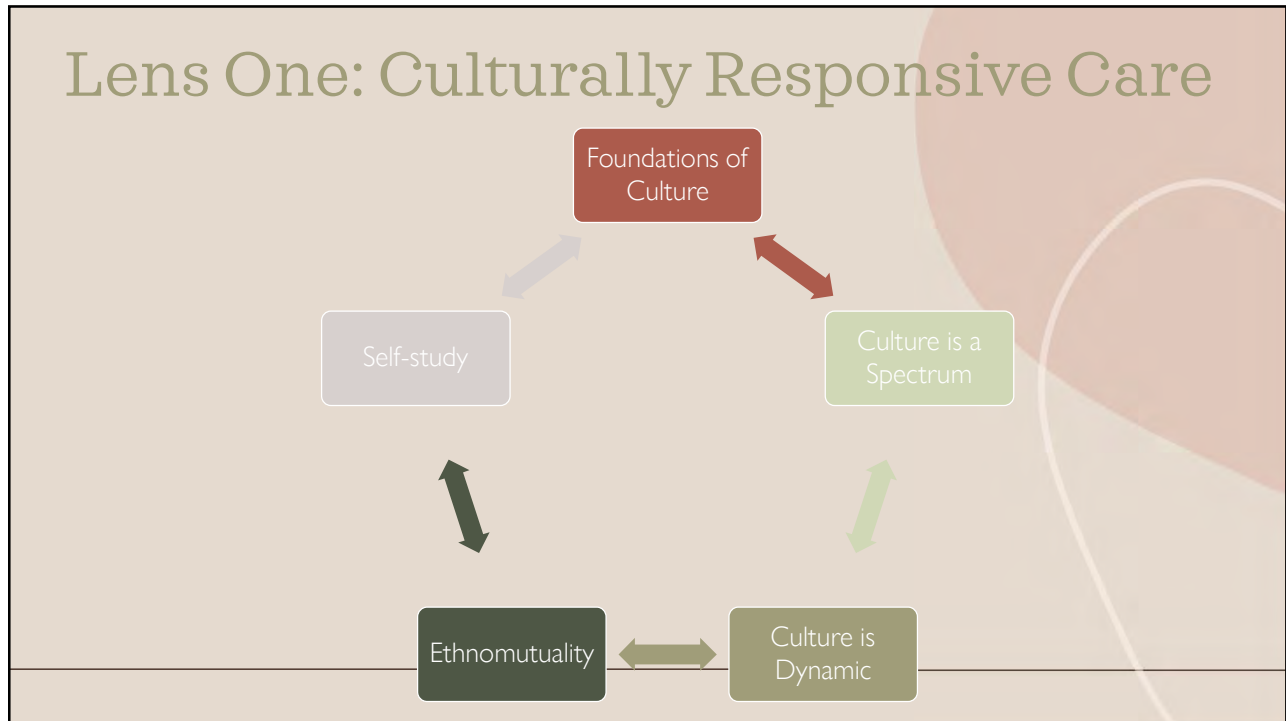 Lens One: Culturally Responsive Care
Foundations of
Culture
Culture is a
Spectrum
Culture is
Dynamic
Ethnomutuality
Self-study